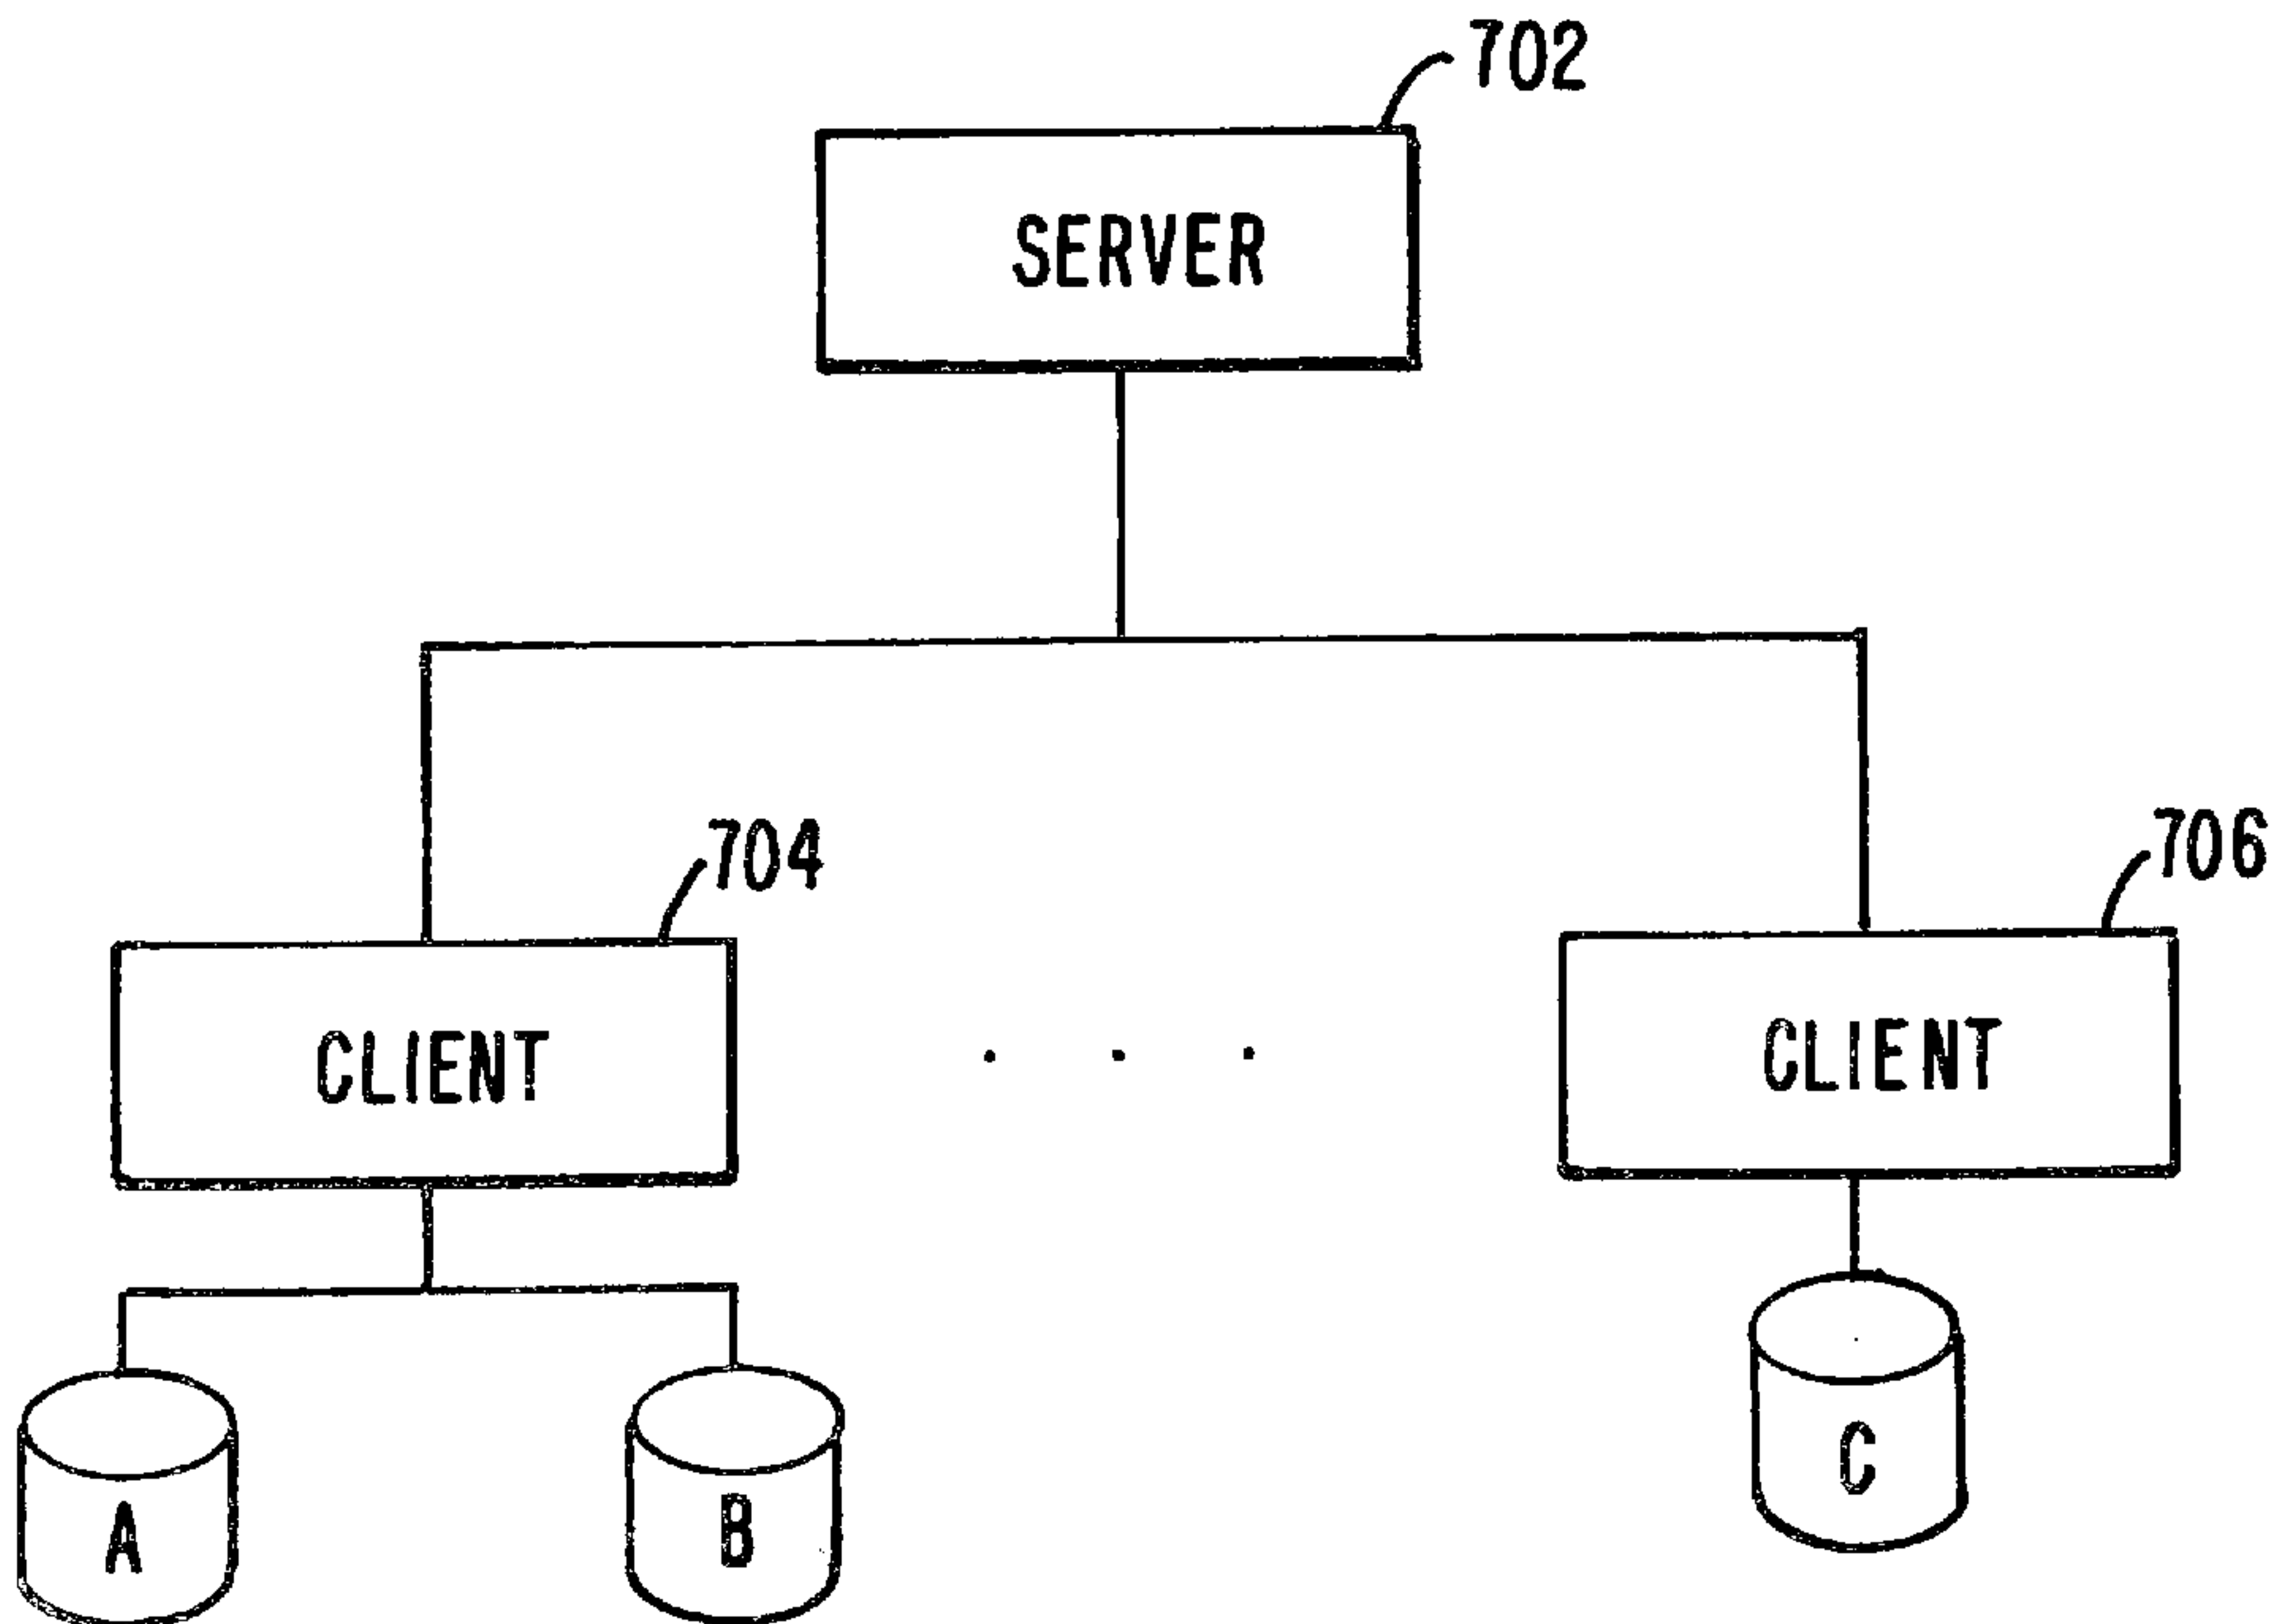 702
SERVER
704
706
CLIENT
. . .
CLIENT
A
B
C